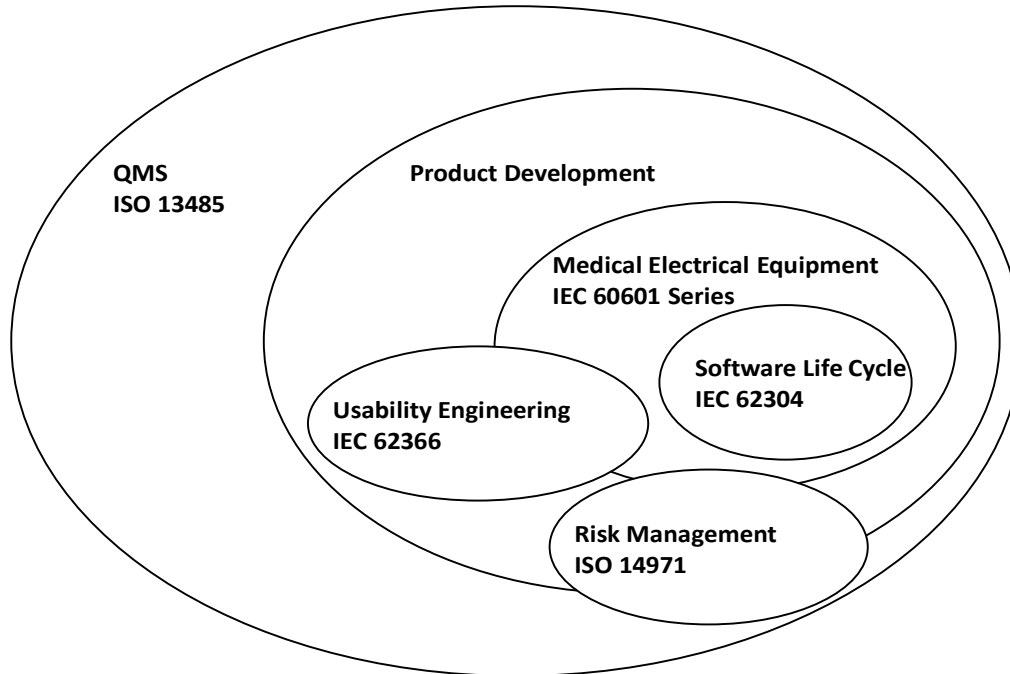 QMS
ISO 13485
Product Development
Medical Electrical Equipment
IEC 60601 Series
Software Life Cycle
IEC 62304
Usability Engineering
IEC 62366
Risk Management
ISO 14971